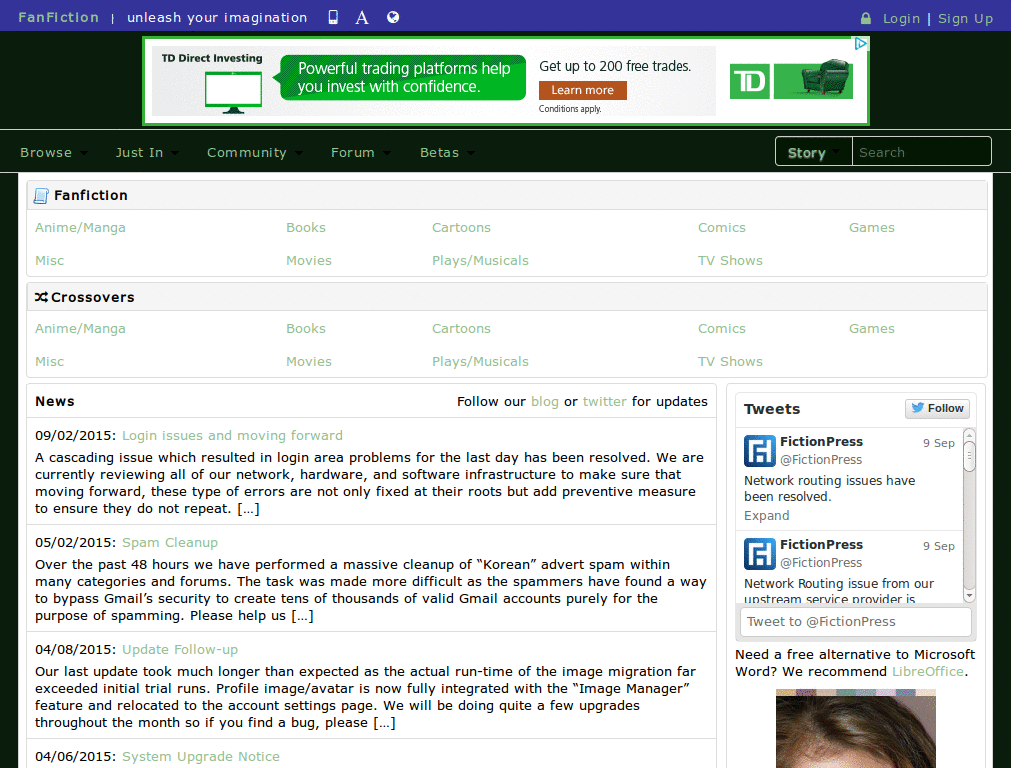 FanFiction | unleash your imagination A Login | Sign Up
TD Direct Investing
Powerful trading platforms help
you invest with confidence.
Get up to 200 free trades.
Learn more
Conditions apply.
TD
Browse Just In Community Forum Betas Story Search
Fanfiction
Anime/Manga Books Cartoons Comics Games
Misc Movies Plays/Musicals TV Shows
Crossovers
Anime/Manga Books Cartoons Comics Games
Misc Movies Plays/Musicals TV Shows
News Follow our blog or twitter for updates
09/02/2015: Login issues and moving forward
A cascading issue which resulted in login area problems for the last day has been resolved. We are
currently reviewing all of our network, hardware, and software infrastructure to make sure that
moving forward, these type of errors are not only fixed at their roots but add preventive measure
to ensure they do not repeat. […]
05/02/2015: Spam Cleanup
Over the past 48 hours we have performed a massive cleanup of “Korean” advert spam within
many categories and forums. The task was made more difficult as the spammers have found a way
to bypass Gmail’s security to create tens of thousands of valid Gmail accounts purely for the
purpose of spamming. Please help us […]
04/08/2015: Update Follow-up
Our last update took much longer than expected as the actual run-time of the image migration far
exceeded initial trial runs. Profile image/avatar is now fully integrated with the “Image Manager”
feature and relocated to the account settings page. We will be doing quite a few upgrades
throughout the month so if you find a bug, please […]
04/06/2015: System Upgrade Notice
Tweets Follow
FictionPress 9 Sep
@FictionPress
Network routing issues have
been resolved.
Expand
FictionPress 9 Sep
@FictionPress
Network Routing issue from our
upstream service provider is
Tweet to @FictionPress
Need a free alternative to Microsoft
Word? We recommend LibreOffice.